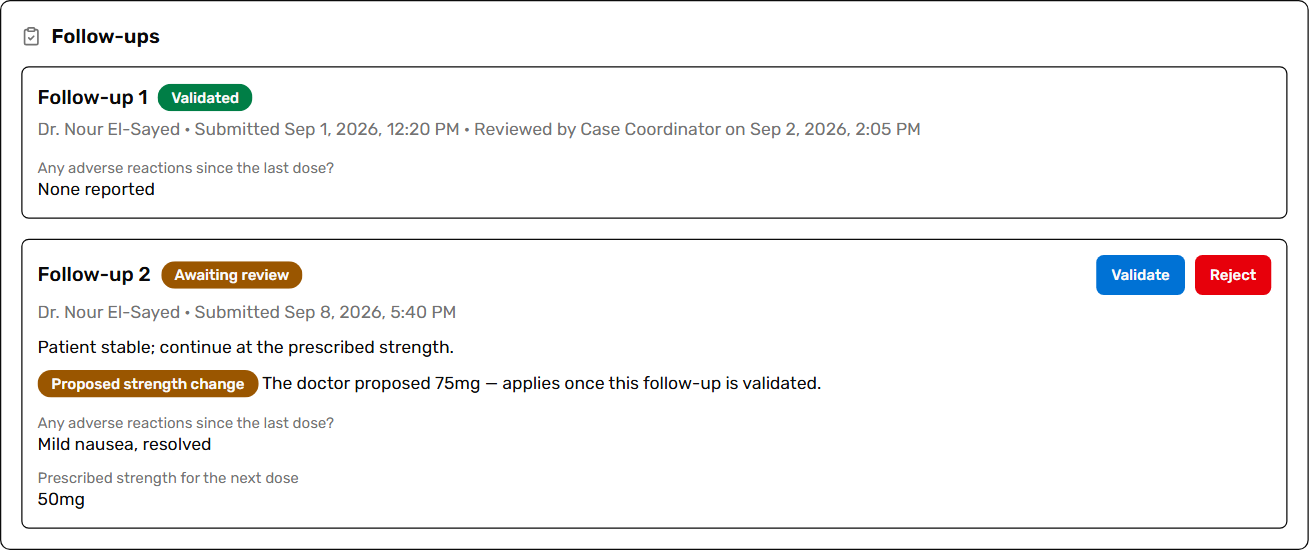 Follow-ups
Follow-up 1 Validated
Dr. Nour El-Sayed • Submitted Sep 1, 2026, 12:20 PM • Reviewed by Case Coordinator on Sep 2, 2026, 2:05 PM
Any adverse reactions since the last dose?
None reported
Follow-up 2 Awaiting review Validate Reject
Dr. Nour El-Sayed • Submitted Sep 8, 2026, 5:40 PM
Patient stable; continue at the prescribed strength.
Proposed strength change The doctor proposed 75mg — applies once this follow-up is validated.
Any adverse reactions since the last dose?
Mild nausea, resolved
Prescribed strength for the next dose
50mg